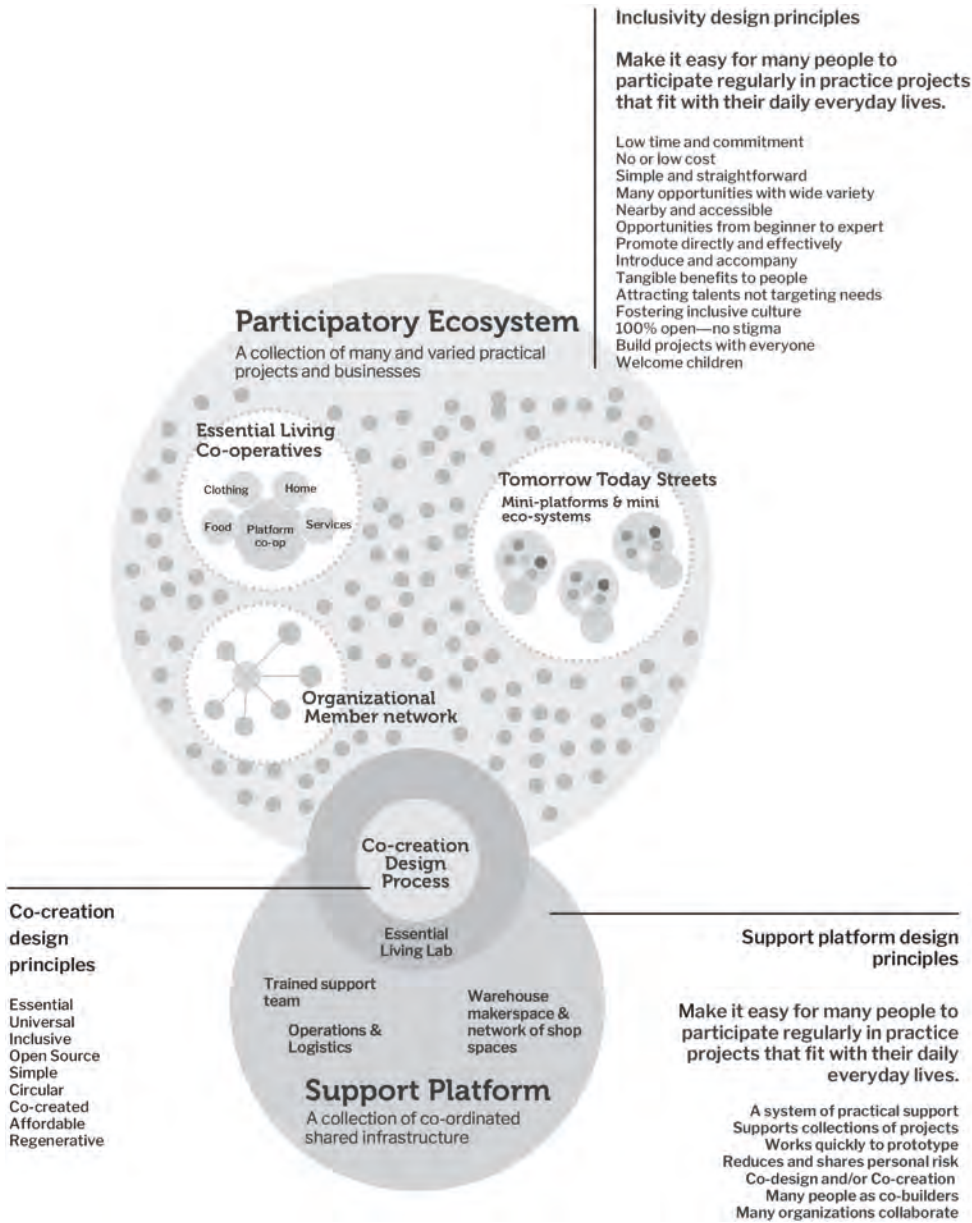 Inclusivity design principles
Make it easy for many people to
participate regularly in practice projects
that fit with their daily everyday lives.
Low time and commitment
No or low cost
Simple and straightforward
Many opportunities with wide variety
Nearby and accessible
Opportunities from beginner to expert
Promote directly and effectively
Introduce and accompany
Tangible benefits to people
Attracting talents not targeting needs
Fostering inclusive culture
100% open—no stigma
Build projects with everyone
Welcome children
Participatory Ecosystem
A collection of many and varied practical
projects and businesses
Essential Living
Co-operatives
Clothing
Home
Food
Platform
co-op
Services
Tomorrow Today Streets
Mini-platforms & mini
eco-systems
Organizational
Member network
Co-creation
Design
Process
Essential
Living Lab
Trained support
team
Operations &
Logistics
Warehouse
makerspace &
network of shop
spaces
Support Platform
A collection of co-ordinated
shared infrastructure
Co-creation
design
principles
Essential
Universal
Inclusive
Open Source
Simple
Circular
Co-created
Affordable
Regenerative
Support platform design
principles
Make it easy for many people to
participate regularly in practice
projects that fit with their daily
everyday lives.
A system of practical support
Supports collections of projects
Works quickly to prototype
Reduces and shares personal risk
Co-design and/or Co-creation
Many people as co-builders
Many organizations collaborate